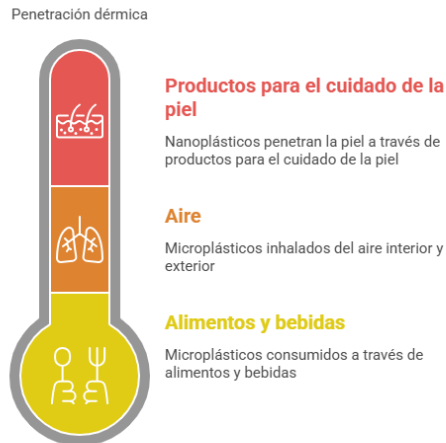 Penetración dérmica
Productos para el cuidado de la
piel
Nanoplásticos penetran la piel a través de
productos para el cuidado de la piel
Aire
Microplásticos inhalados del aire interior y
exterior
Alimentos y bebidas
Microplásticos consumidos a través de
alimentos y bebidas